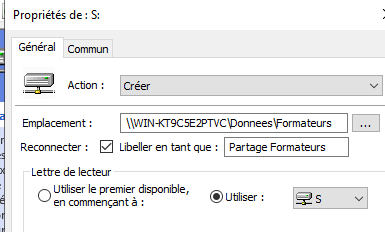 Propriétés de : S:
Général
Commun
Action :
Créer
Emplacement :
\\WIN-KT9C5E2PTVC\Donnees\Formateurs
...
Reconnecter :
Libeller en tant que :
Partage Formateurs
Lettre de lecteur
Utiliser le premier disponible,
en commençant à :
Utiliser :
S